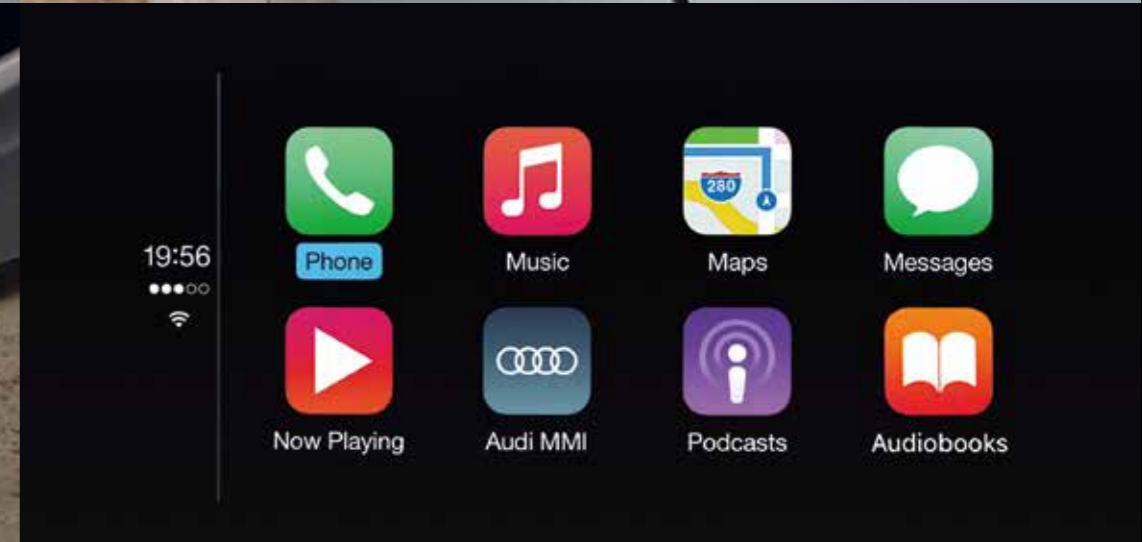 19:56
280
Phone
Music
Maps
Messages
Now Playing
Audi MMI
Podcasts
Audiobooks